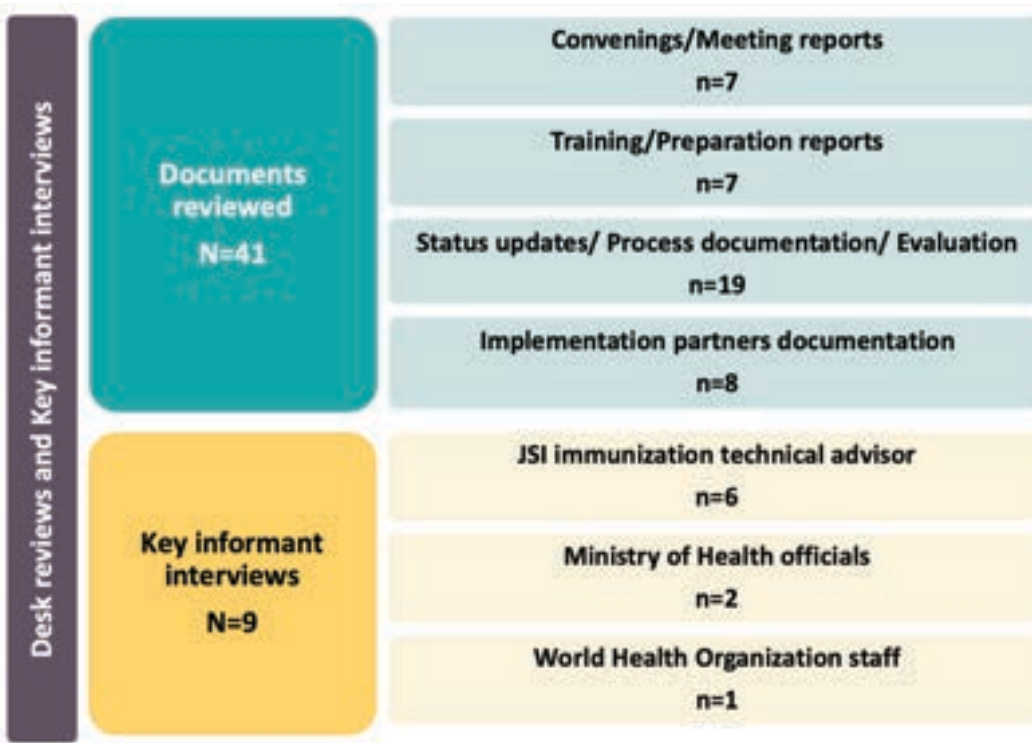 Desk reviews and Key informant interviews
Documents
reviewed
N=41
Convenings/Meeting reports
n=7
Training/Preparation reports
n=7
Status updates/ Process documentation/ Evaluation
n=19
Implementation partners documentation
n=8
Key informant
interviews
N=9
JSI immunization technical advisor
n=6
Ministry of Health officials
n=2
World Health Organization staff
n=1